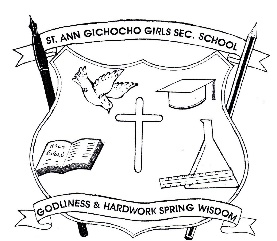 ST. ANN GICHOCHO GIRLS SEC. SCHOOL
GODLINESS & HARDWORK SPRING WISDOM